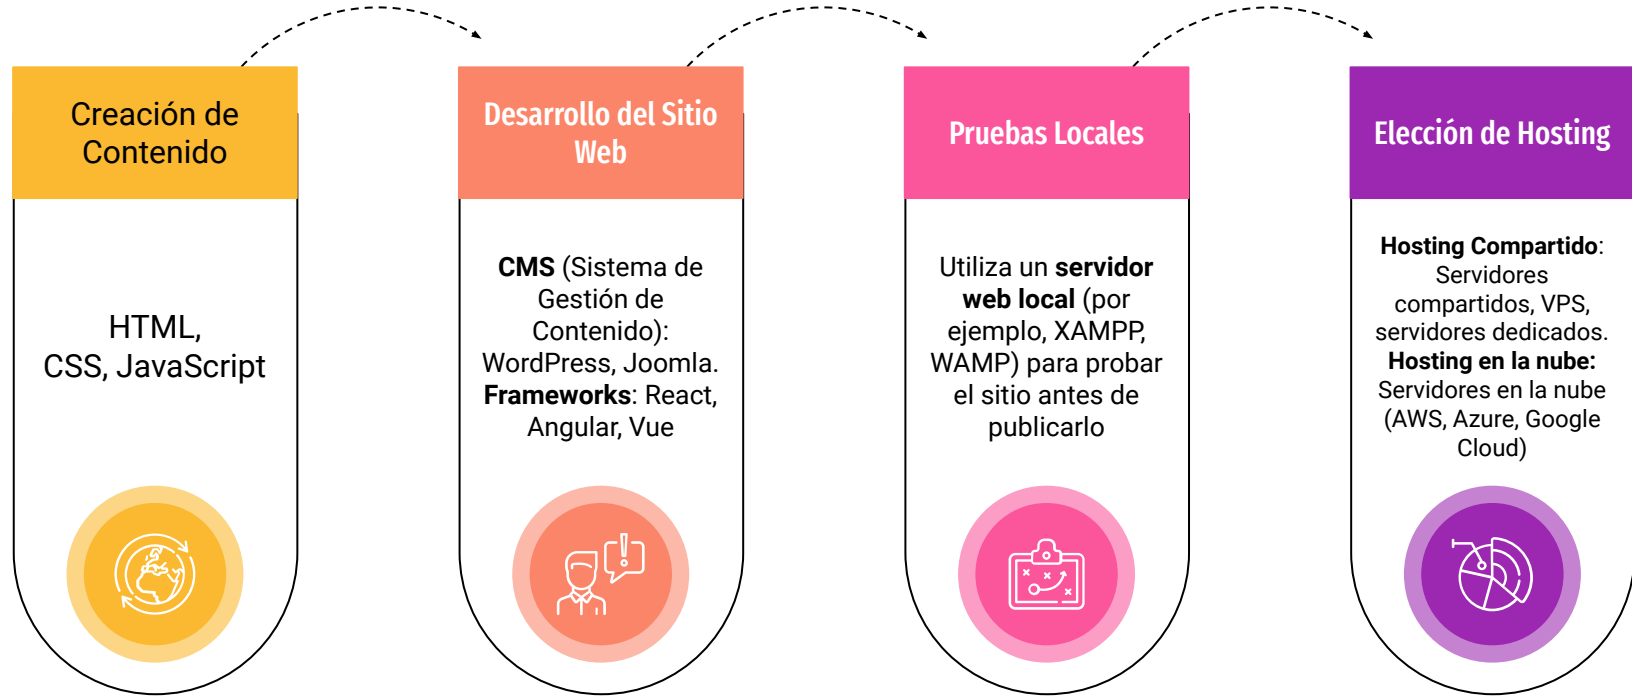 Creación de
Contenido
HTML,
CSS, JavaScript
Desarrollo del Sitio
Web
CMS (Sistema de
Gestión de
Contenido):
WordPress, Joomla.
Frameworks: React,
Angular, Vue
Pruebas Locales
Utiliza un servidor
web local (por
ejemplo, XAMPP,
WAMP) para probar
el sitio antes de
publicarlo
Elección de Hosting
Hosting Compartido:
Servidores
compartidos, VPS,
servidores dedicados.
Hosting en la nube:
Servidores en la nube
(AWS, Azure, Google
Cloud)